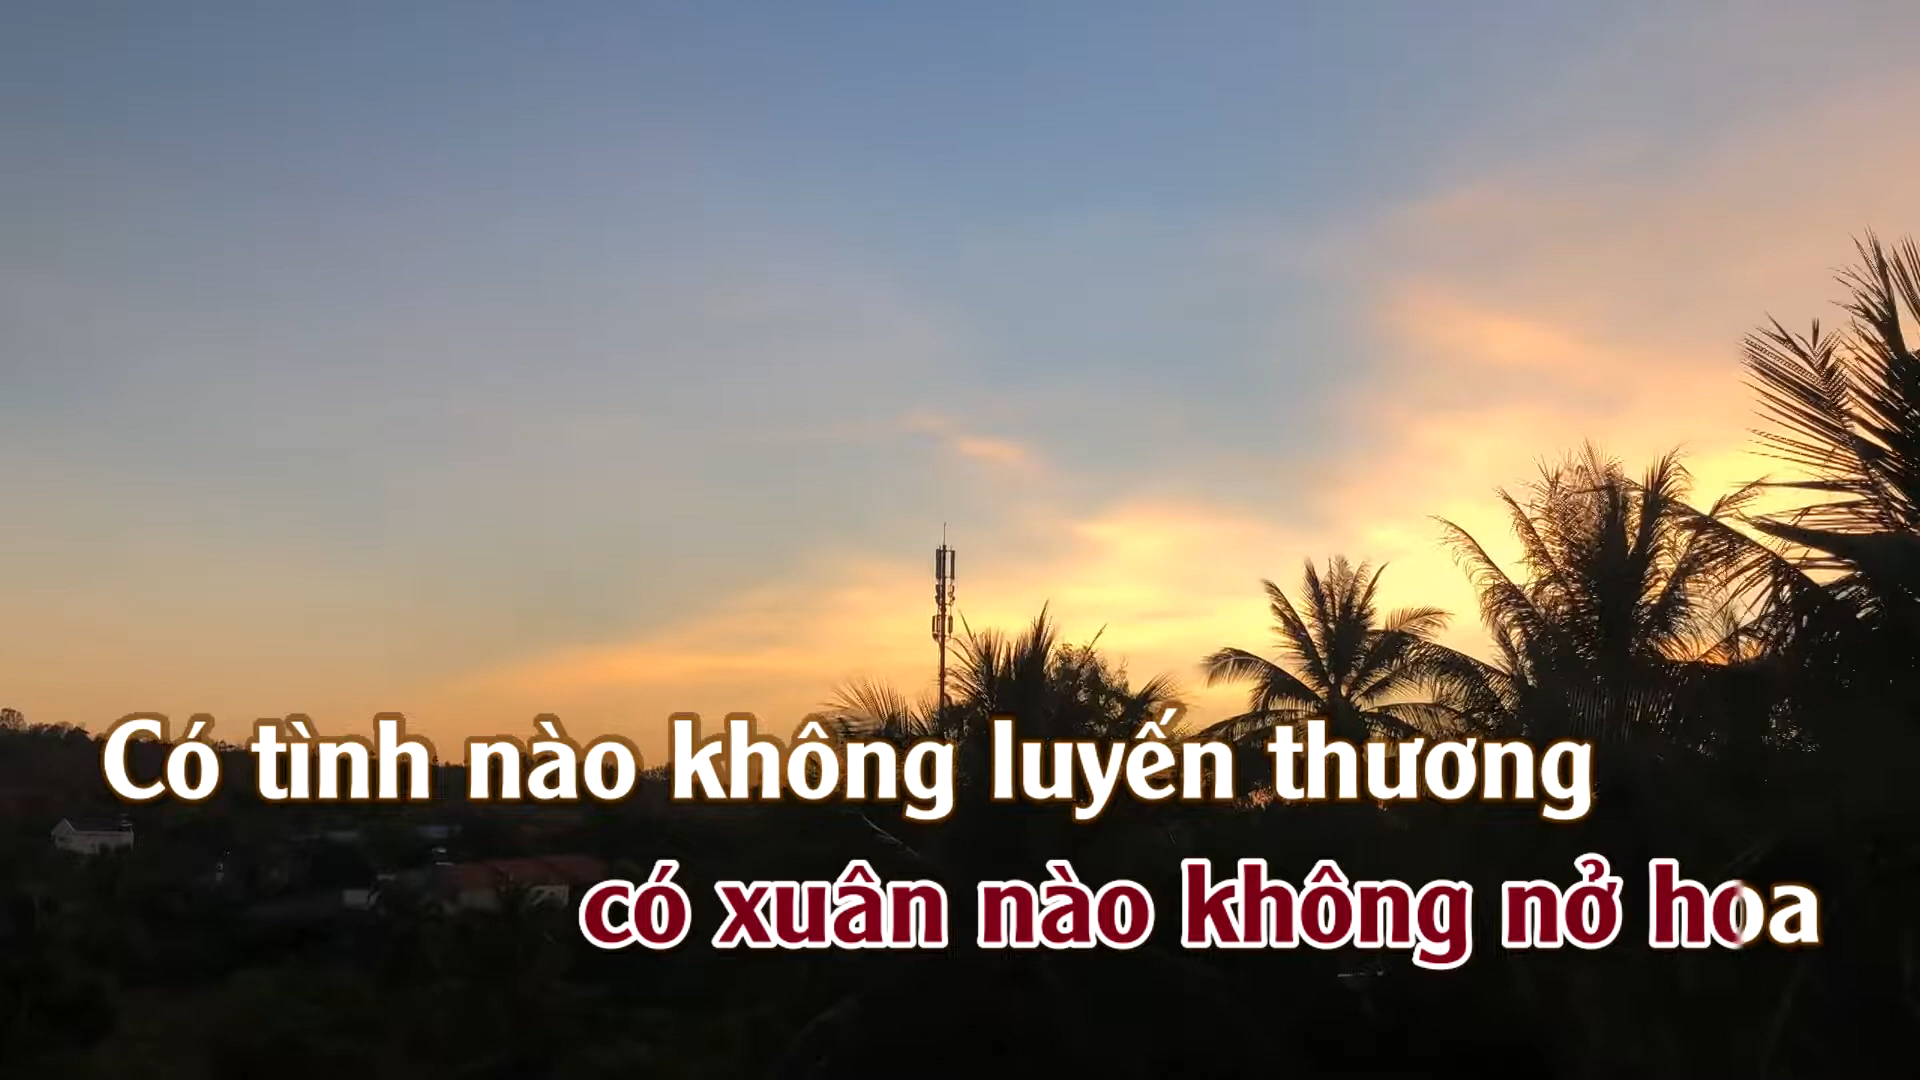 Có tình nào không luyến thương
có xuân nào không nở hoa